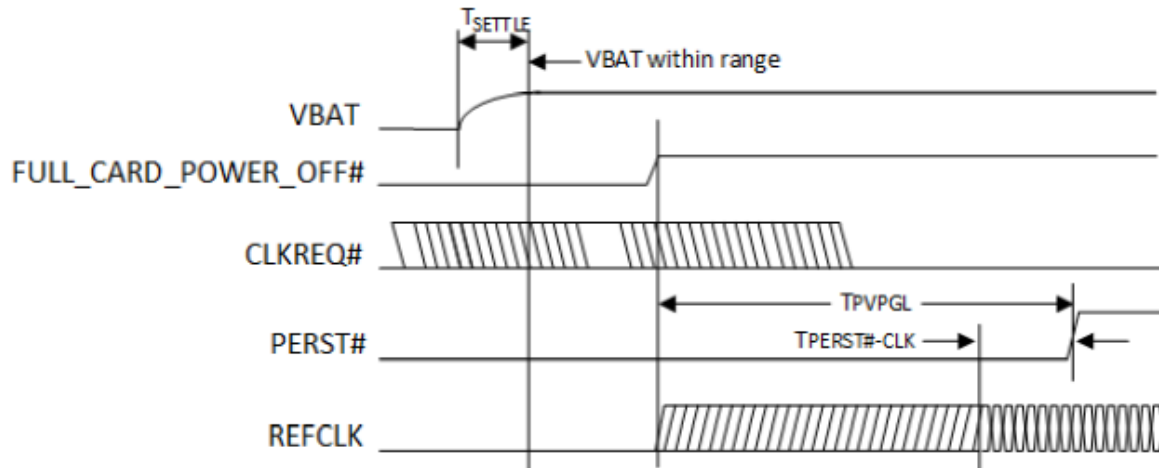 TSETTLE
VBAT within range
VBAT
FULL_CARD_POWER_OFF#
CLKREQ#
TPVPGL
PERST#
TPERST#-CLK
REFCLK